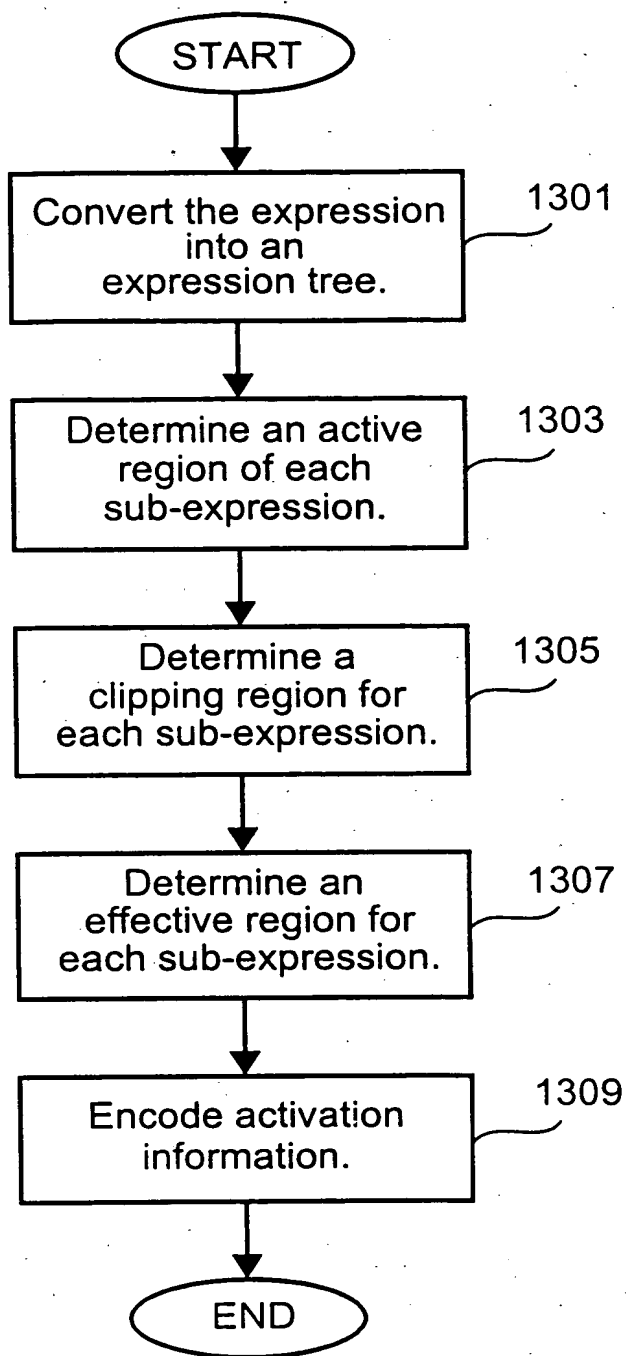 START
1301
Convert the expression
into an
expression tree.
1303
Determine an active
region of each
sub-expression.
1305
Determine a
clipping region for
each sub-expression.
1307
Determine an
effective region for
each sub-expression.
1309
Encode activation
information.
END